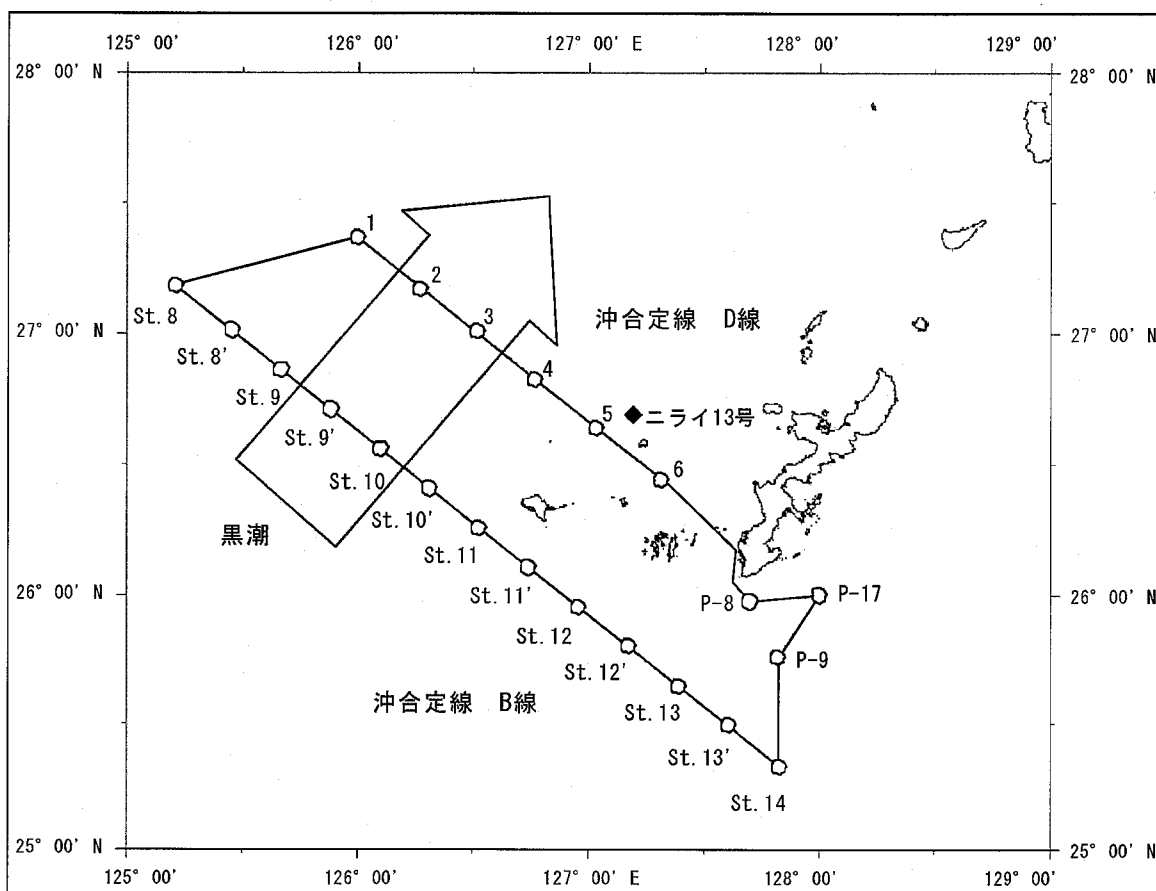 125° 00' 126° 00' 127° 00' E 128° 00' 129° 00'
28° 00' N 28° 00' N
1
2
St. 8
3
沖合定線 D線
27° 00' N 27° 00' N
St. 8'
4
St. 9
5
◆ニライ13号
St. 9'
6
St. 10
黒潮
St. 10'
St. 11
26° 00' N 26° 00' N
St. 11'
P-8
P-17
St. 12
P-9
St. 12'
沖合定線 B線
St. 13
St. 13'
St. 14
25° 00' N 25° 00' N
125° 00' 126° 00' 127° 00' E 128° 00' 129° 00'